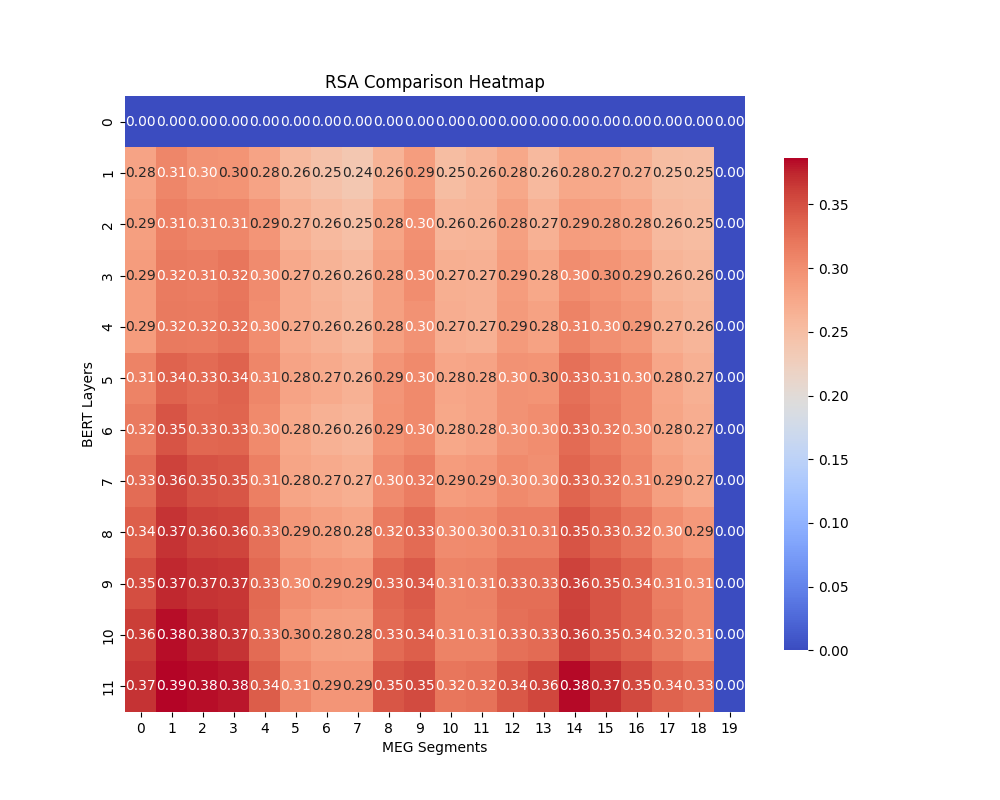 RSA Comparison Heatmap
0 0.00 0.00 0.00 0.00 0.00 0.00 0.00 0.00 0.00 0.00 0.00 0.00 0.00 0.00 0.00 0.00 0.00 0.00 0.00 0.00
1 0.28 0.31 0.30 0.30 0.28 0.26 0.25 0.24 0.26 0.29 0.25 0.26 0.28 0.26 0.28 0.27 0.27 0.25 0.25 0.00
2 0.29 0.31 0.31 0.31 0.29 0.27 0.26 0.25 0.28 0.30 0.26 0.26 0.28 0.27 0.29 0.28 0.28 0.26 0.25 0.00
3 0.29 0.32 0.31 0.32 0.30 0.27 0.26 0.26 0.28 0.30 0.27 0.27 0.29 0.28 0.30 0.30 0.29 0.26 0.26 0.00
4 0.29 0.32 0.32 0.32 0.30 0.27 0.26 0.26 0.28 0.30 0.27 0.27 0.29 0.28 0.31 0.30 0.29 0.27 0.26 0.00
5 0.31 0.34 0.33 0.34 0.31 0.28 0.27 0.26 0.29 0.30 0.28 0.28 0.30 0.30 0.33 0.31 0.30 0.28 0.27 0.00
6 0.32 0.35 0.33 0.33 0.30 0.28 0.26 0.26 0.29 0.30 0.28 0.28 0.30 0.30 0.33 0.32 0.30 0.28 0.27 0.00
7 0.33 0.36 0.35 0.35 0.31 0.28 0.27 0.27 0.30 0.32 0.29 0.29 0.30 0.30 0.33 0.32 0.31 0.29 0.27 0.00
8 0.34 0.37 0.36 0.36 0.33 0.29 0.28 0.28 0.32 0.33 0.30 0.30 0.31 0.31 0.35 0.33 0.32 0.30 0.29 0.00
9 0.35 0.37 0.37 0.37 0.33 0.30 0.29 0.29 0.33 0.34 0.31 0.31 0.33 0.33 0.36 0.35 0.34 0.31 0.31 0.00
10 0.36 0.38 0.38 0.37 0.33 0.30 0.28 0.28 0.33 0.34 0.31 0.31 0.33 0.33 0.36 0.35 0.34 0.32 0.31 0.00
11 0.37 0.39 0.38 0.38 0.34 0.31 0.29 0.29 0.35 0.35 0.32 0.32 0.34 0.36 0.38 0.37 0.35 0.34 0.33 0.00
0 1 2 3 4 5 6 7 8 9 10 11 12 13 14 15 16 17 18 19
MEG Segments
BERT Layers
0.35
0.30
0.25
0.20
0.15
0.10
0.05
0.00